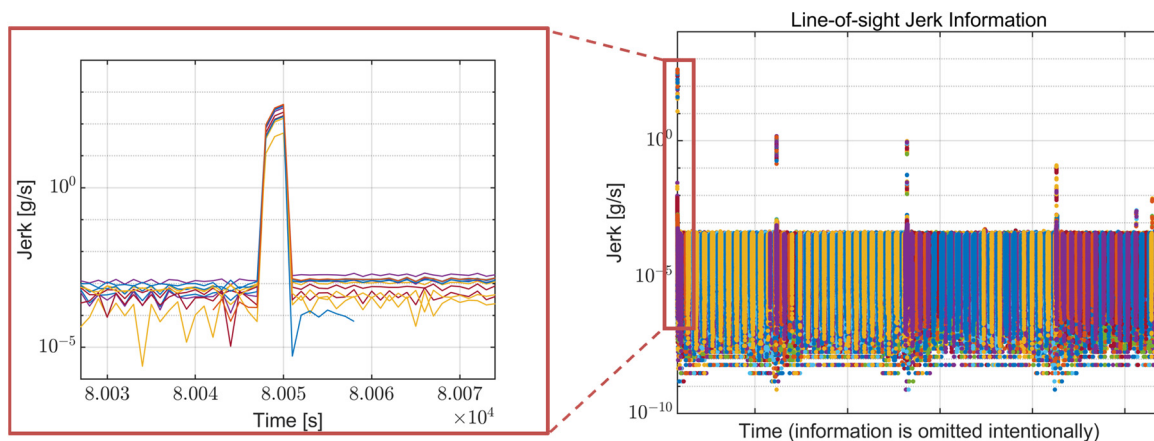 Line-of-sight Jerk Information
Jerk [g/s]
10^0
10^-5
8.003 8.004 8.005 8.006 8.007
×10^4
Time [s]
Jerk [g/s]
10^0
10^-5
10^-10
Time (information is omitted intentionally)